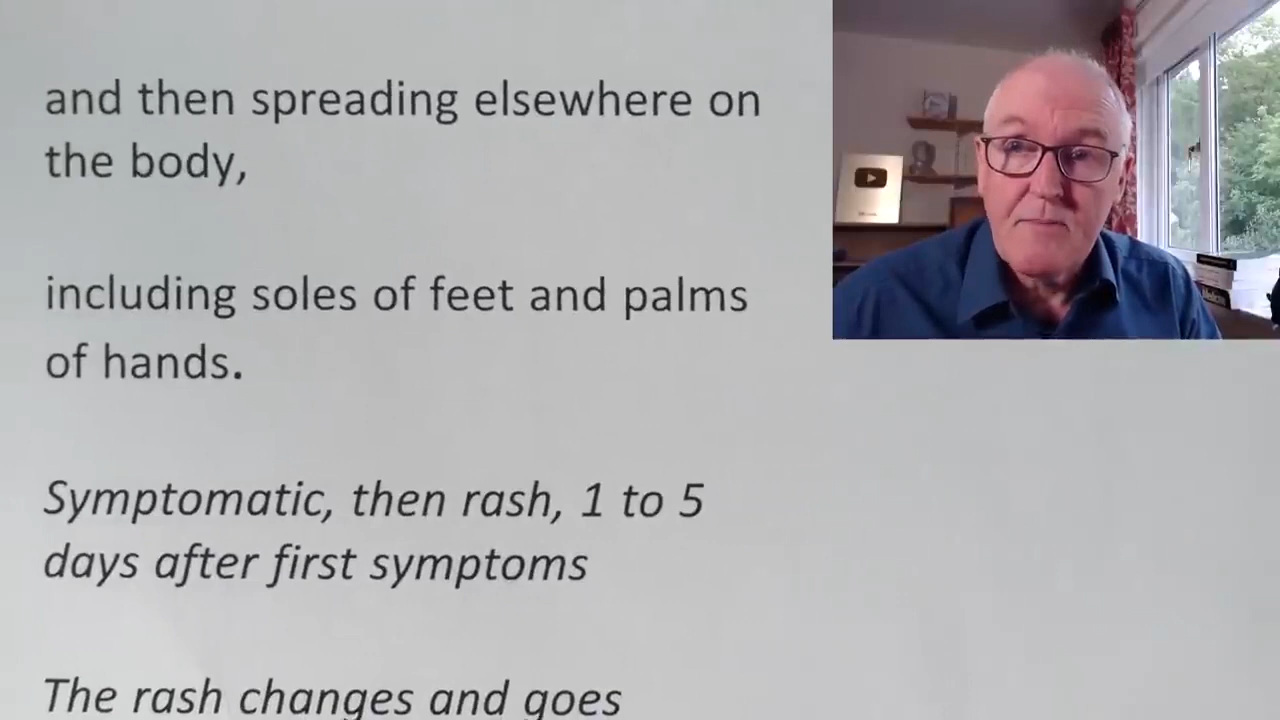 and then spreading elsewhere on
the body,
including soles of feet and palms
of hands.
Symptomatic, then rash, 1 to 5
days after first symptoms
The rash changes and goes